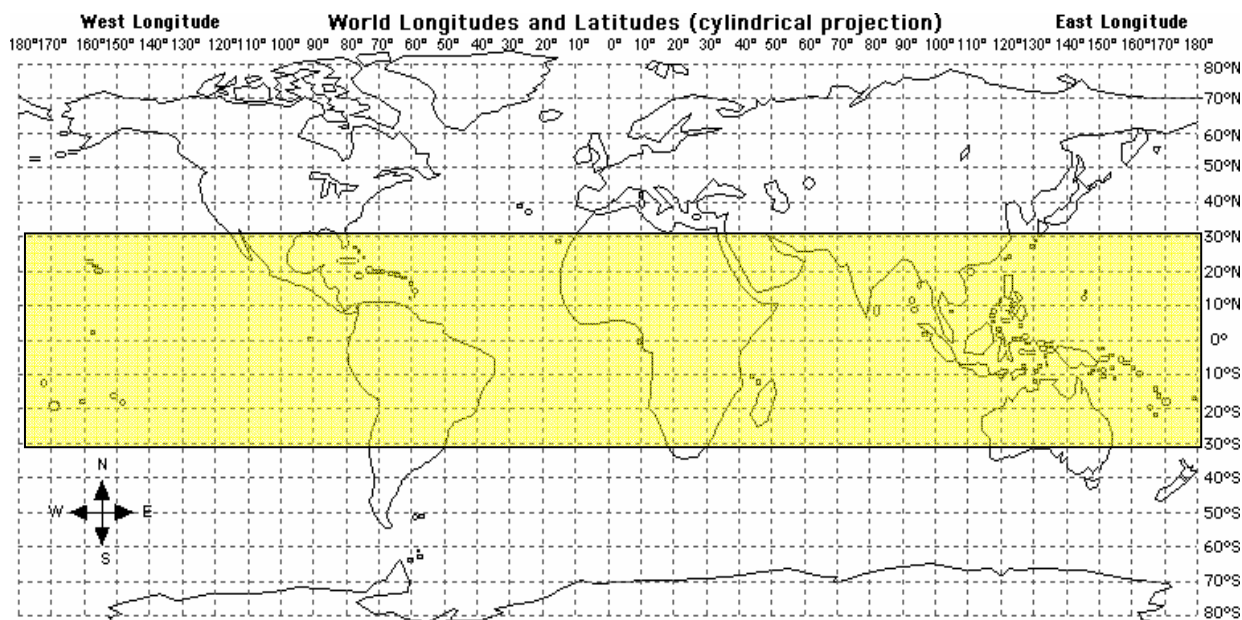 West Longitude World Longitudes and Latitudes (cylindrical projection) East Longitude
180°170° 160°150°140° 130° 120° 110° 100° 90° 80° 70° 60° 50° 40° 30° 20° 10° 0° 10° 20° 30° 40° 50° 60° 70° 80° 90° 100° 110° 120°130° 140° 150°160°170° 180°
80°N
70°N
60°N
50°N
40°N
30°N
20°N
10°N
0°
10°S
20°S
30°S
N
40°S
W E 50°S
S
60°S
70°S
80°S